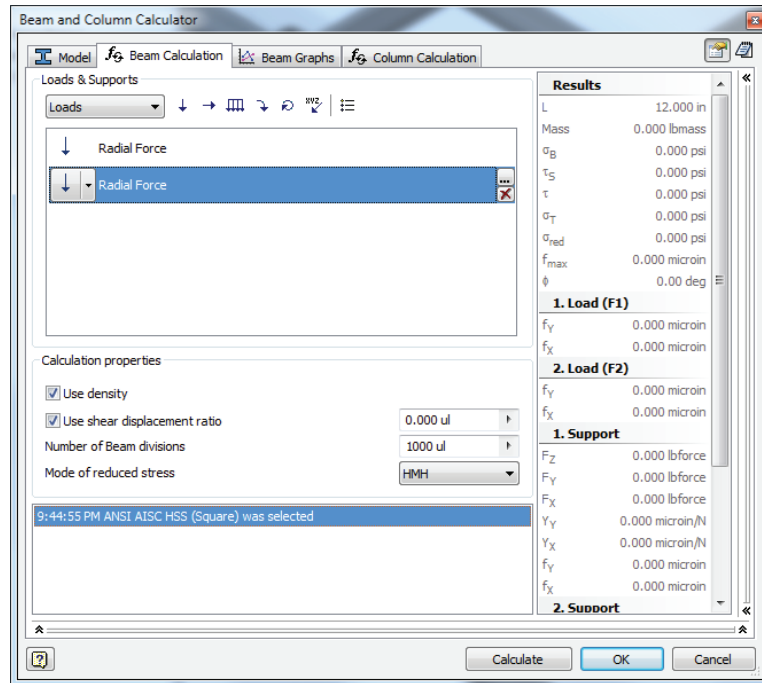 Beam and Column Calculator
Model Beam Calculation Beam Graphs Column Calculation
Loads & Supports
Loads
Radial Force
Radial Force
Calculation properties
Use density
Use shear displacement ratio 0.000 ul
Number of Beam divisions 1000 ul
Mode of reduced stress HMH
9:44:55 PM ANSI AISC HSS (Square) was selected
Results
L 12.000 in
Mass 0.000 lbmass
σB 0.000 psi
τS 0.000 psi
τ 0.000 psi
σT 0.000 psi
σred 0.000 psi
fmax 0.000 microin
ϕ 0.00 deg
1. Load (F1)
fY 0.000 microin
fX 0.000 microin
2. Load (F2)
fY 0.000 microin
fX 0.000 microin
1. Support
FZ 0.000 lbforce
FY 0.000 lbforce
FX 0.000 lbforce
YY 0.000 microin/N
YX 0.000 microin/N
fY 0.000 microin
fX 0.000 microin
2. Support
Calculate OK Cancel